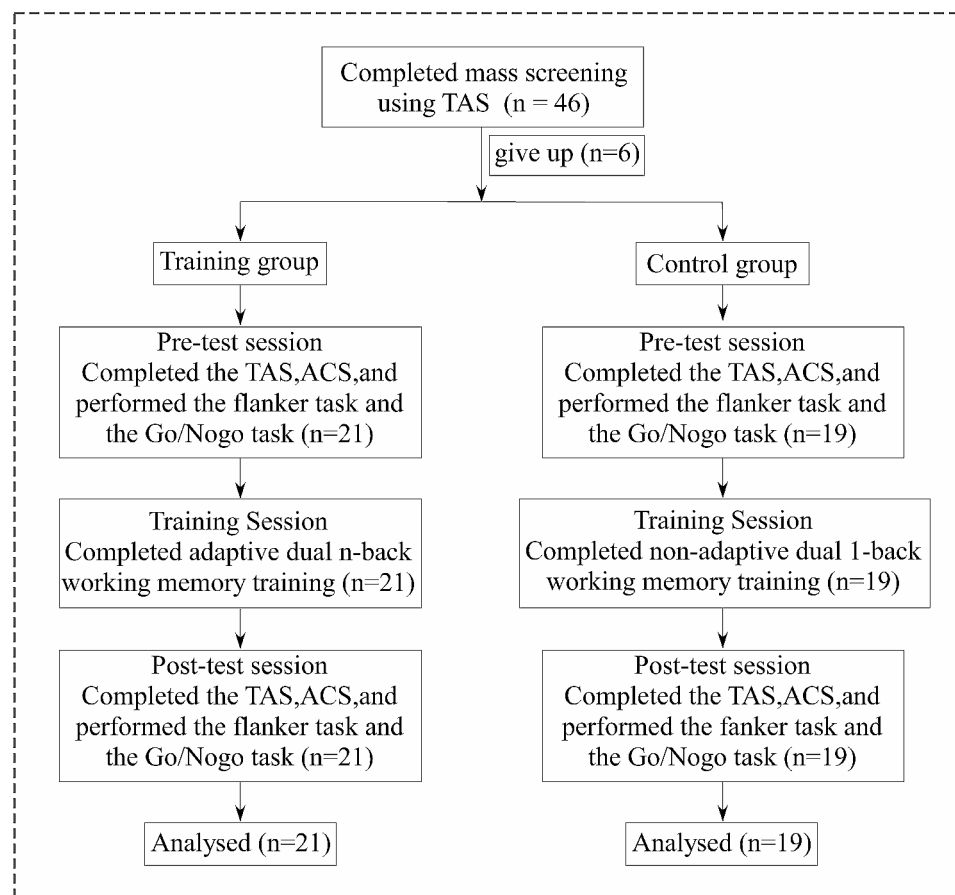 Completed mass screening
using TAS (n = 46)
give up (n=6)
Training group
Control group
Pre-test session
Completed the TAS,ACS,and
performed the flanker task and
the Go/Nogo task (n=21)
Pre-test session
Completed the TAS,ACS,and
performed the flanker task and
the Go/Nogo task (n=19)
Training Session
Completed adaptive dual n-back
working memory training (n=21)
Training Session
Completed non-adaptive dual 1-back
working memory training (n=19)
Post-test session
Completed the TAS,ACS,and
performed the flanker task and
the Go/Nogo task (n=21)
Post-test session
Completed the TAS,ACS,and
performed the fanker task and
the Go/Nogo task (n=19)
Analysed (n=21)
Analysed (n=19)